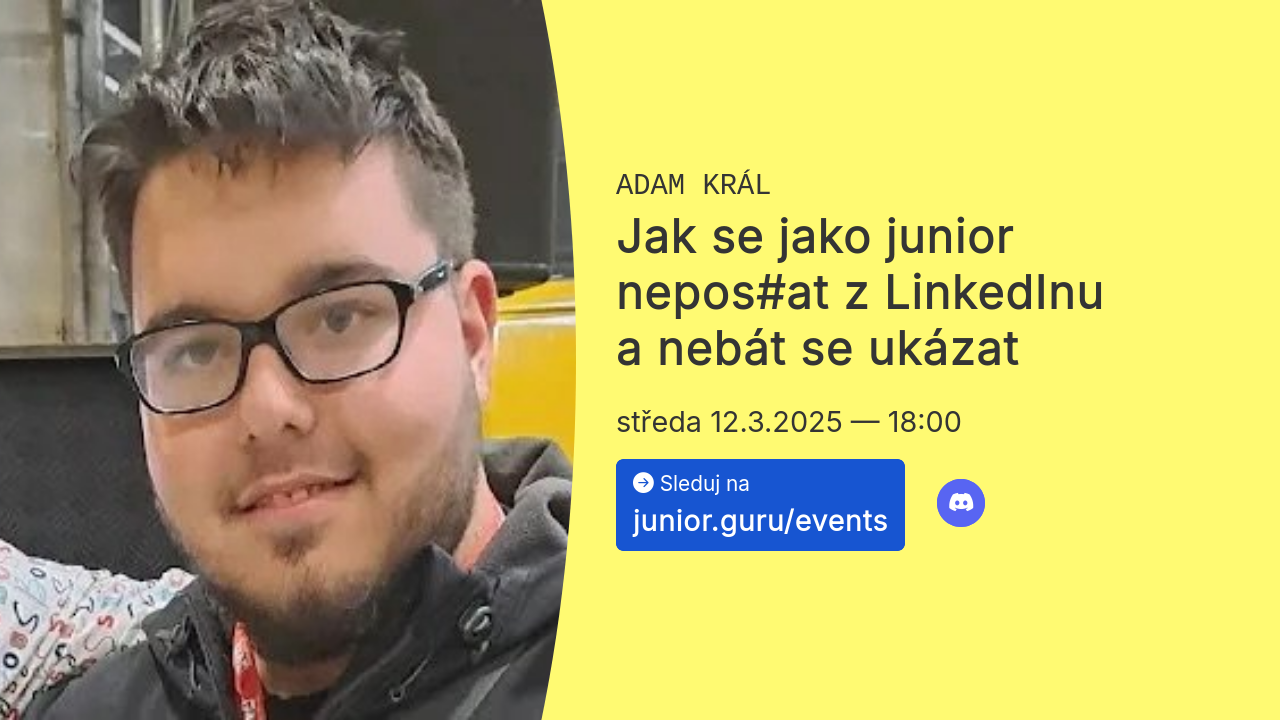 ADAM KRÁL
Jak se jako junior
nepos#at z LinkedInu
a nebát se ukázat
středa 12.3.2025 — 18:00
Sleduj na
junior.guru/events